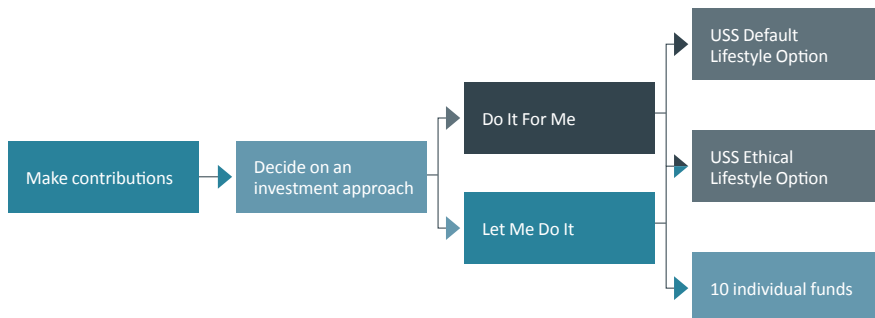 Make contributions
Decide on an
investment approach
Do It For Me
Let Me Do It
USS Default
Lifestyle Option
USS Ethical
Lifestyle Option
10 individual funds